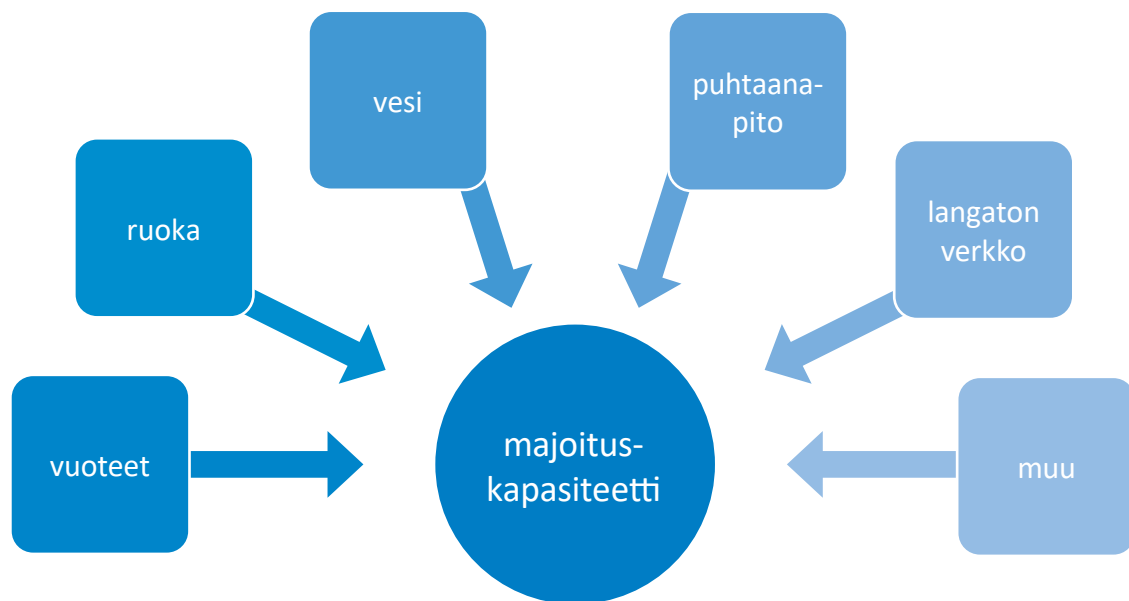 vuoteet
ruoka
vesi
puhtaana-
pito
langaton
verkko
muu
majoitus-
kapasiteetti